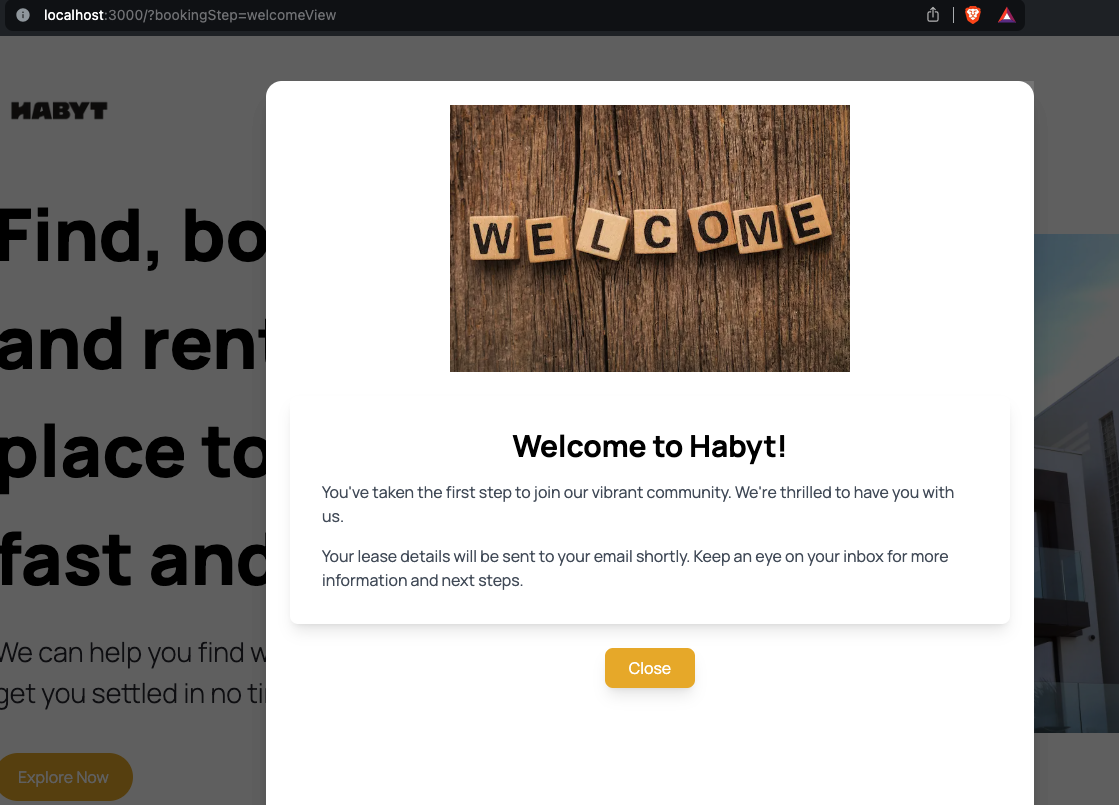 localhost:3000/?bookingStep=welcomeView
HABYT
WELCOME
Find, bo
and rent
place to
fast and
We can help you find w
get you settled in no ti
Explore Now
Welcome to Habyt!
You've taken the first step to join our vibrant community. We're thrilled to have you with
us.
Your lease details will be sent to your email shortly. Keep an eye on your inbox for more
information and next steps.
Close